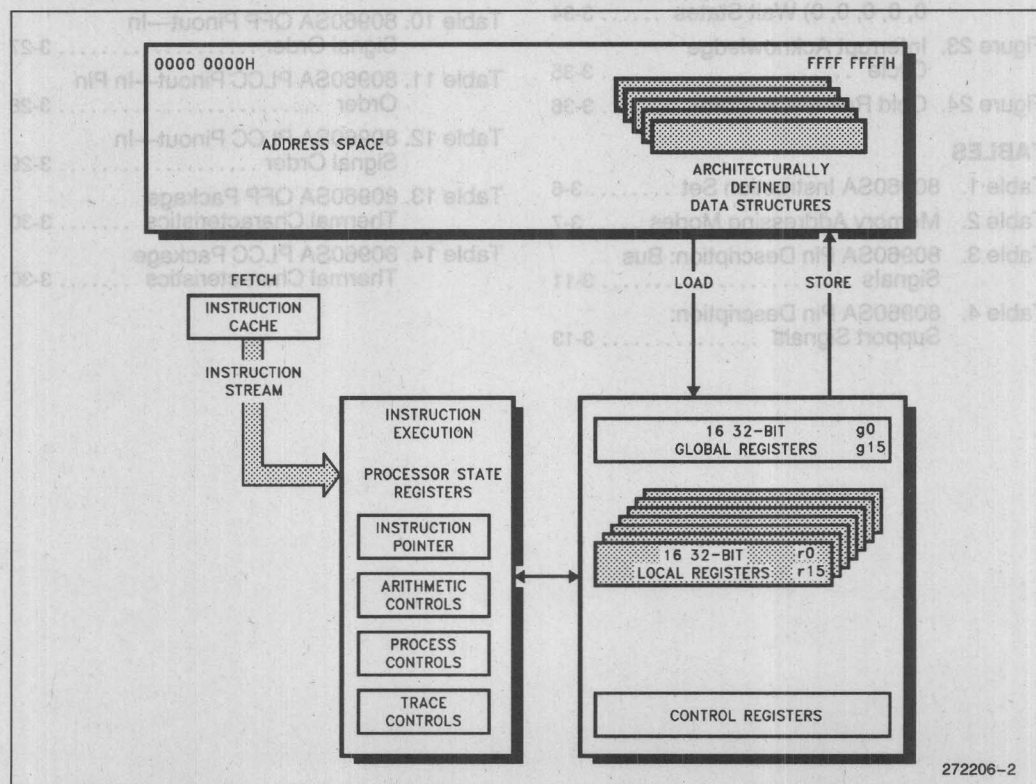 0000 0000H
FFFF FFFFH
ADDRESS SPACE
ARCHITECTURALLY
DEFINED
DATA STRUCTURES
FETCH
LOAD
STORE
INSTRUCTION
CACHE
INSTRUCTION
STREAM
INSTRUCTION
EXECUTION
PROCESSOR STATE
REGISTERS
INSTRUCTION
POINTER
ARITHMETIC
CONTROLS
PROCESS
CONTROLS
TRACE
CONTROLS
16 32-BIT g0
GLOBAL REGISTERS g15
16 32-BIT r0
LOCAL REGISTERS r15
CONTROL REGISTERS
272206-2